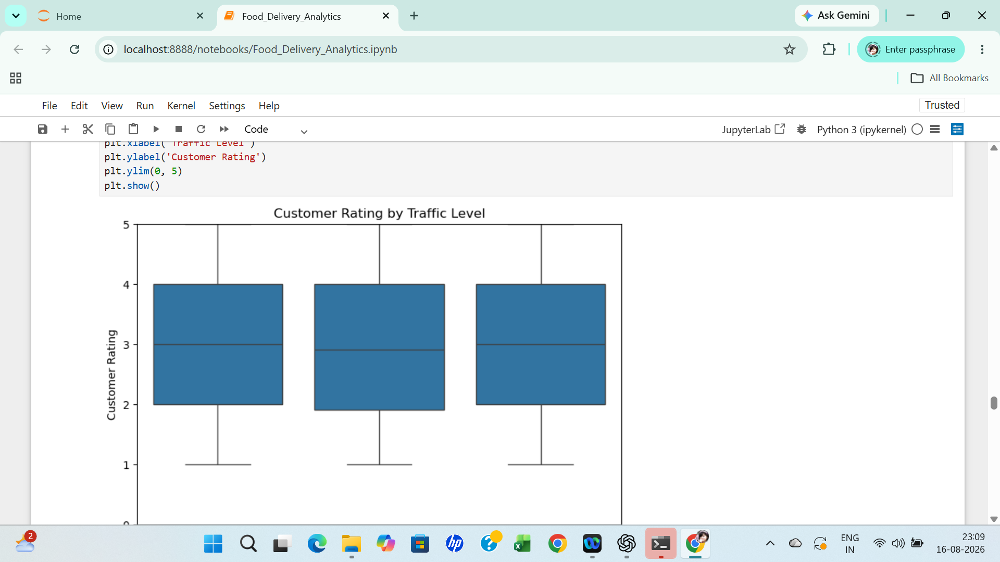 Home
Food_Delivery_Analytics
Ask Gemini
localhost:8888/notebooks/Food_Delivery_Analytics.ipynb
Enter passphrase
All Bookmarks
File Edit View Run Kernel Settings Help
Trusted
Code
JupyterLab
Python 3 (ipykernel)
plt.xlabel('Traffic Level')
plt.ylabel('Customer Rating')
plt.ylim(0, 5)
plt.show()
Customer Rating by Traffic Level
5
4
3
2
1
0
Customer Rating
2
hp
?
ENG
IN
23:09
16-08-2026